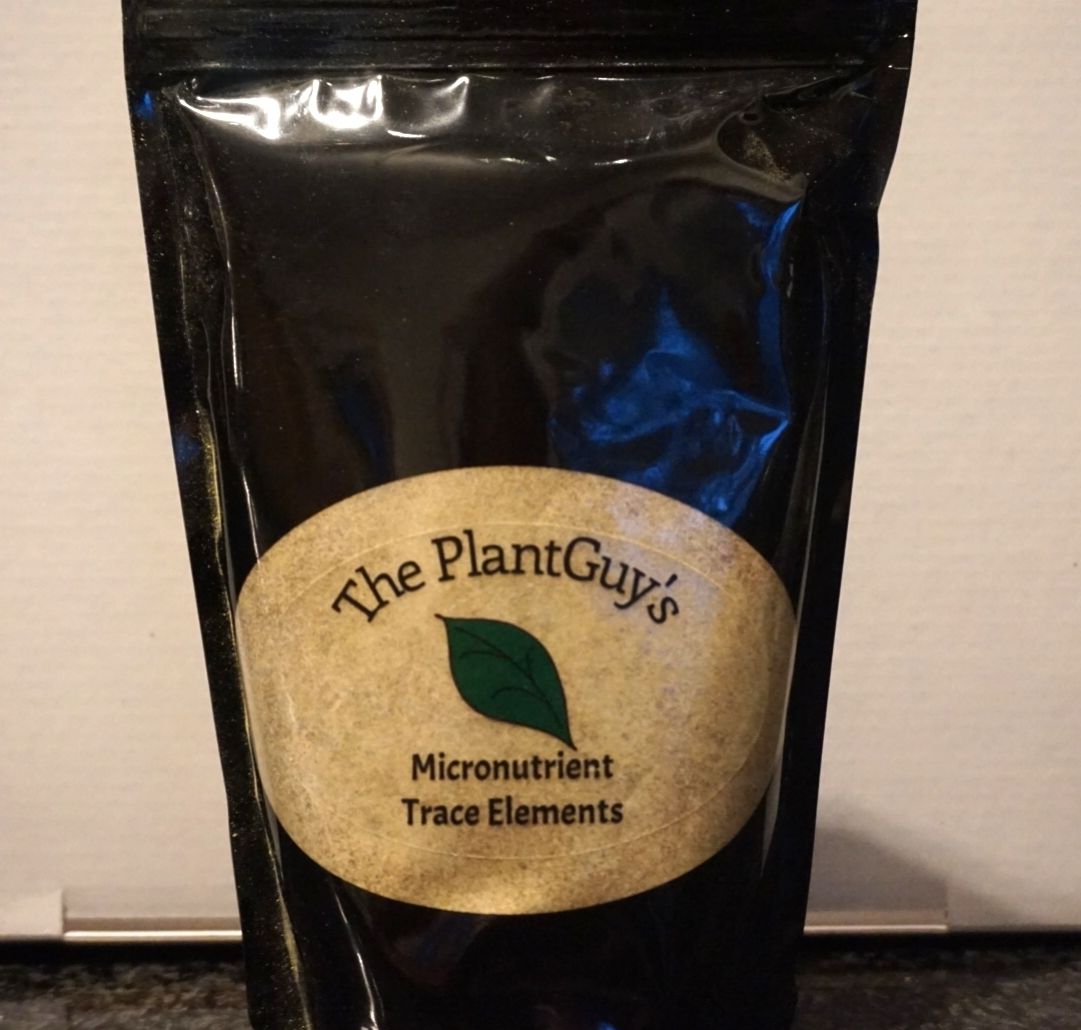 The PlantGuy's
Micronutrient
Trace Elements